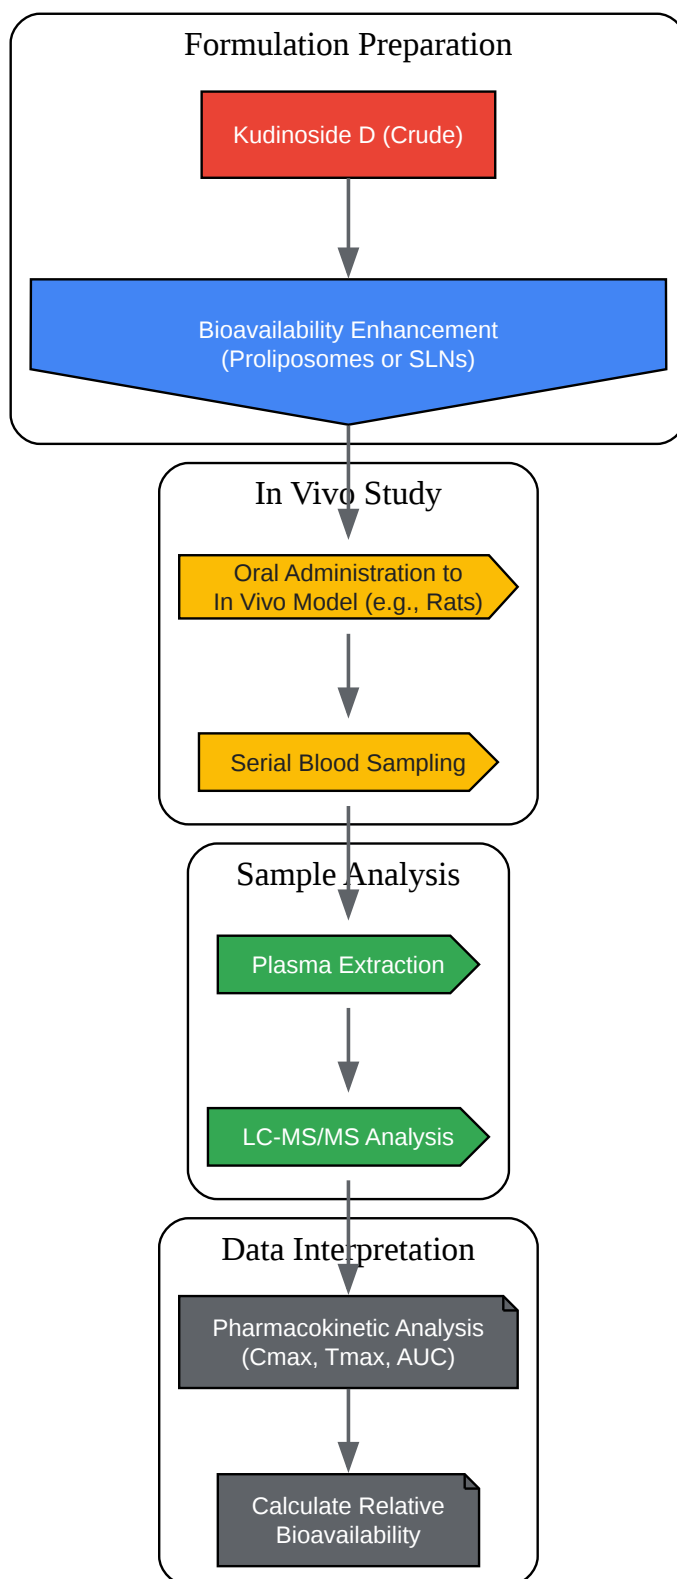 Formulation Preparation
Kudinoside D (Crude)
Bioavailability Enhancement
(Proliposomes or SLNs)
In Vivo Study
Oral Administration to
In Vivo Model (e.g., Rats)
Serial Blood Sampling
Sample Analysis
Plasma Extraction
LC-MS/MS Analysis
Data Interpretation
Pharmacokinetic Analysis
(Cmax, Tmax, AUC)
Calculate Relative
Bioavailability